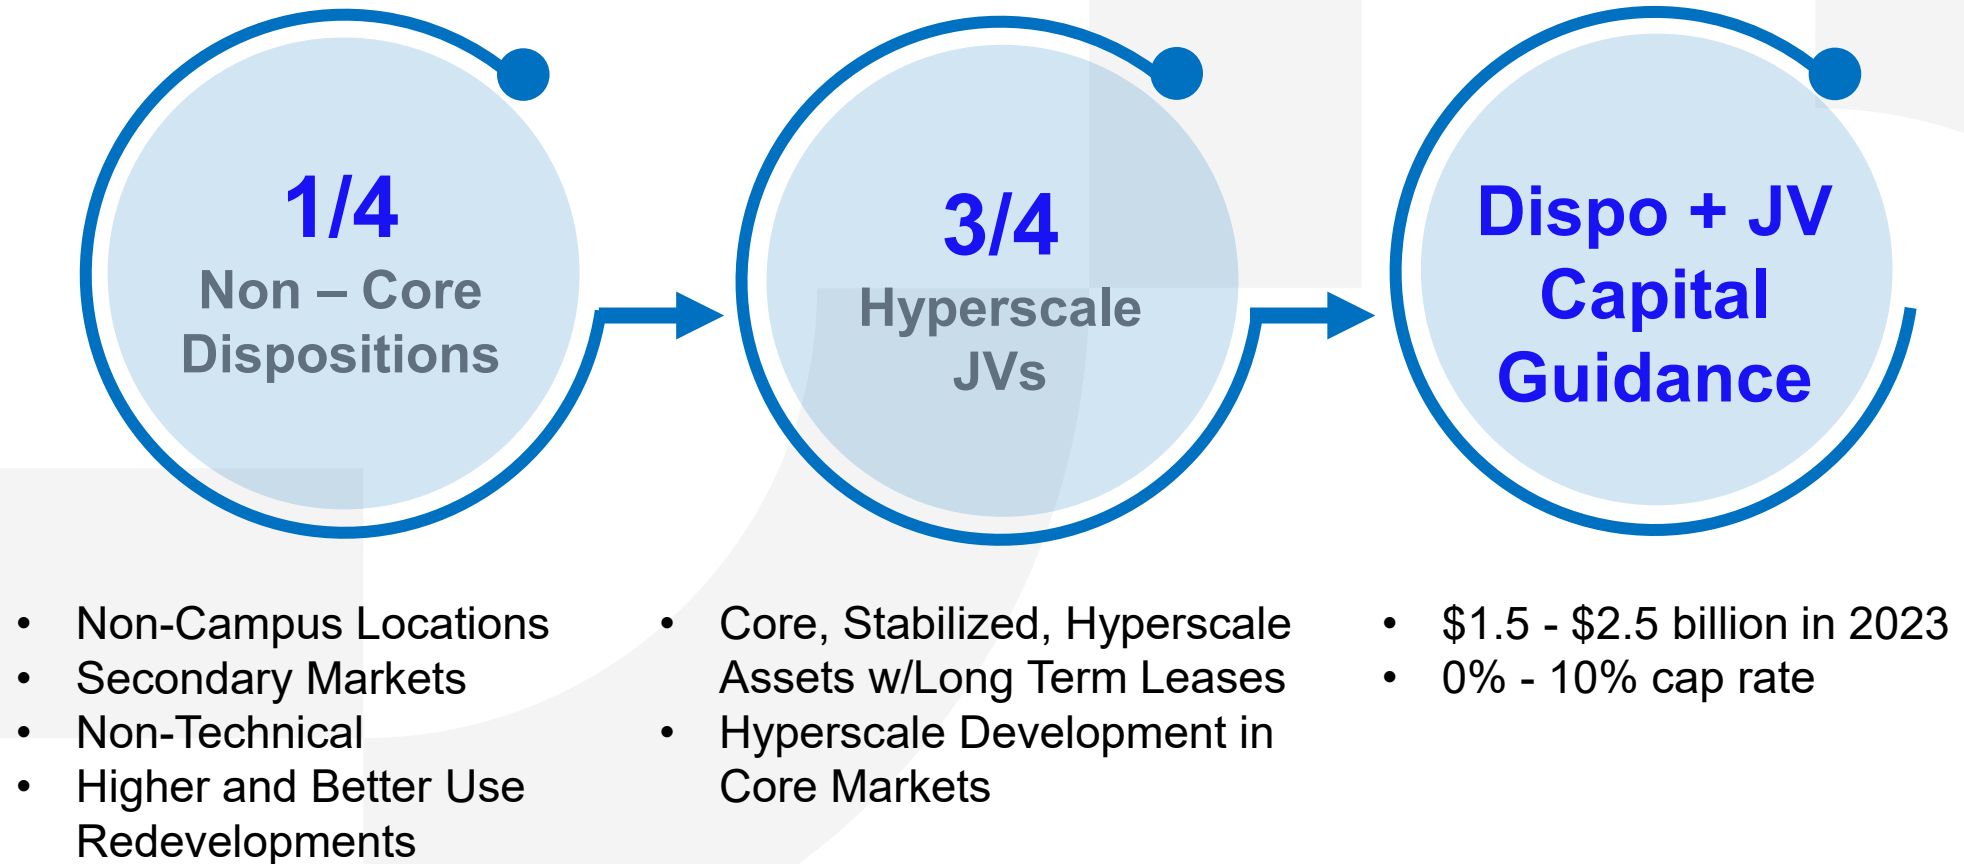 1/4
Non – Core
Dispositions
3/4
Hyperscale
JVs
Dispo + JV
Capital
Guidance
• Non-Campus Locations
• Secondary Markets
• Non-Technical
• Higher and Better Use
Redevelopments
• Core, Stabilized, Hyperscale
Assets w/Long Term Leases
• Hyperscale Development in
Core Markets
• $1.5 - $2.5 billion in 2023
• 0% - 10% cap rate